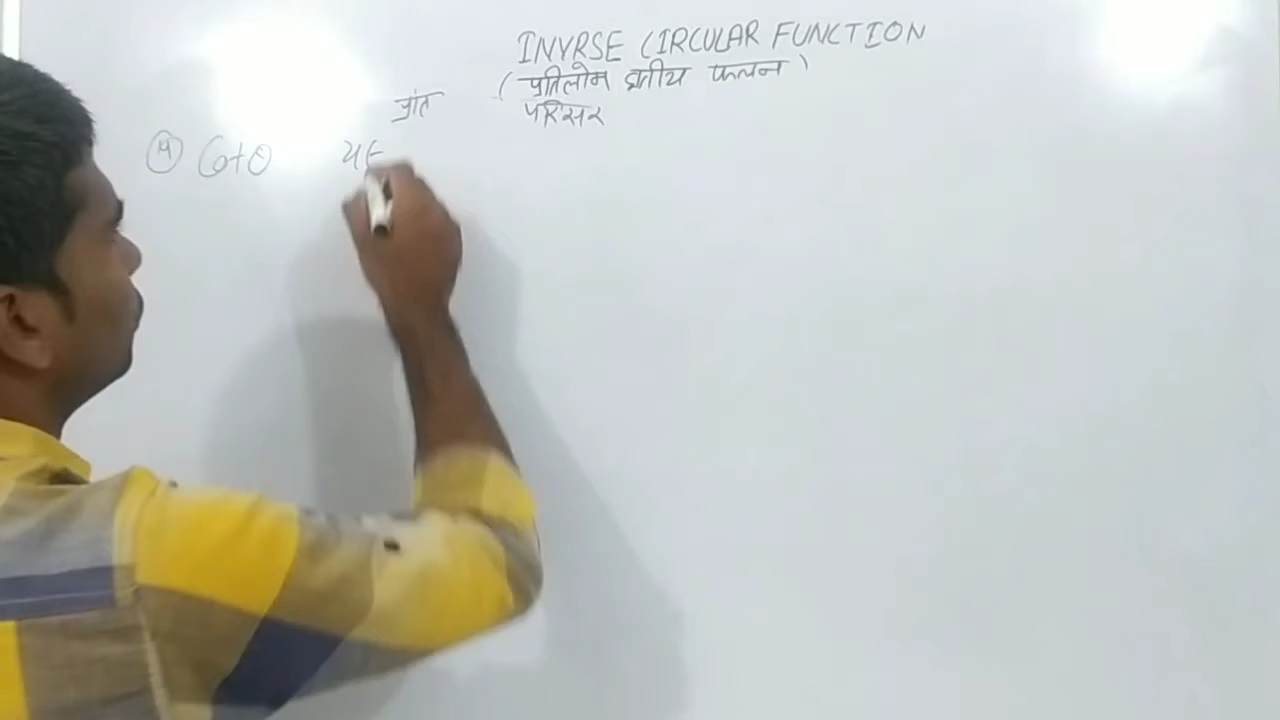 INVRSE CIRCULAR FUNCTION
(प्रतिलोम वृतीय फलन)
प्रांत परिसर
④ Cotθ